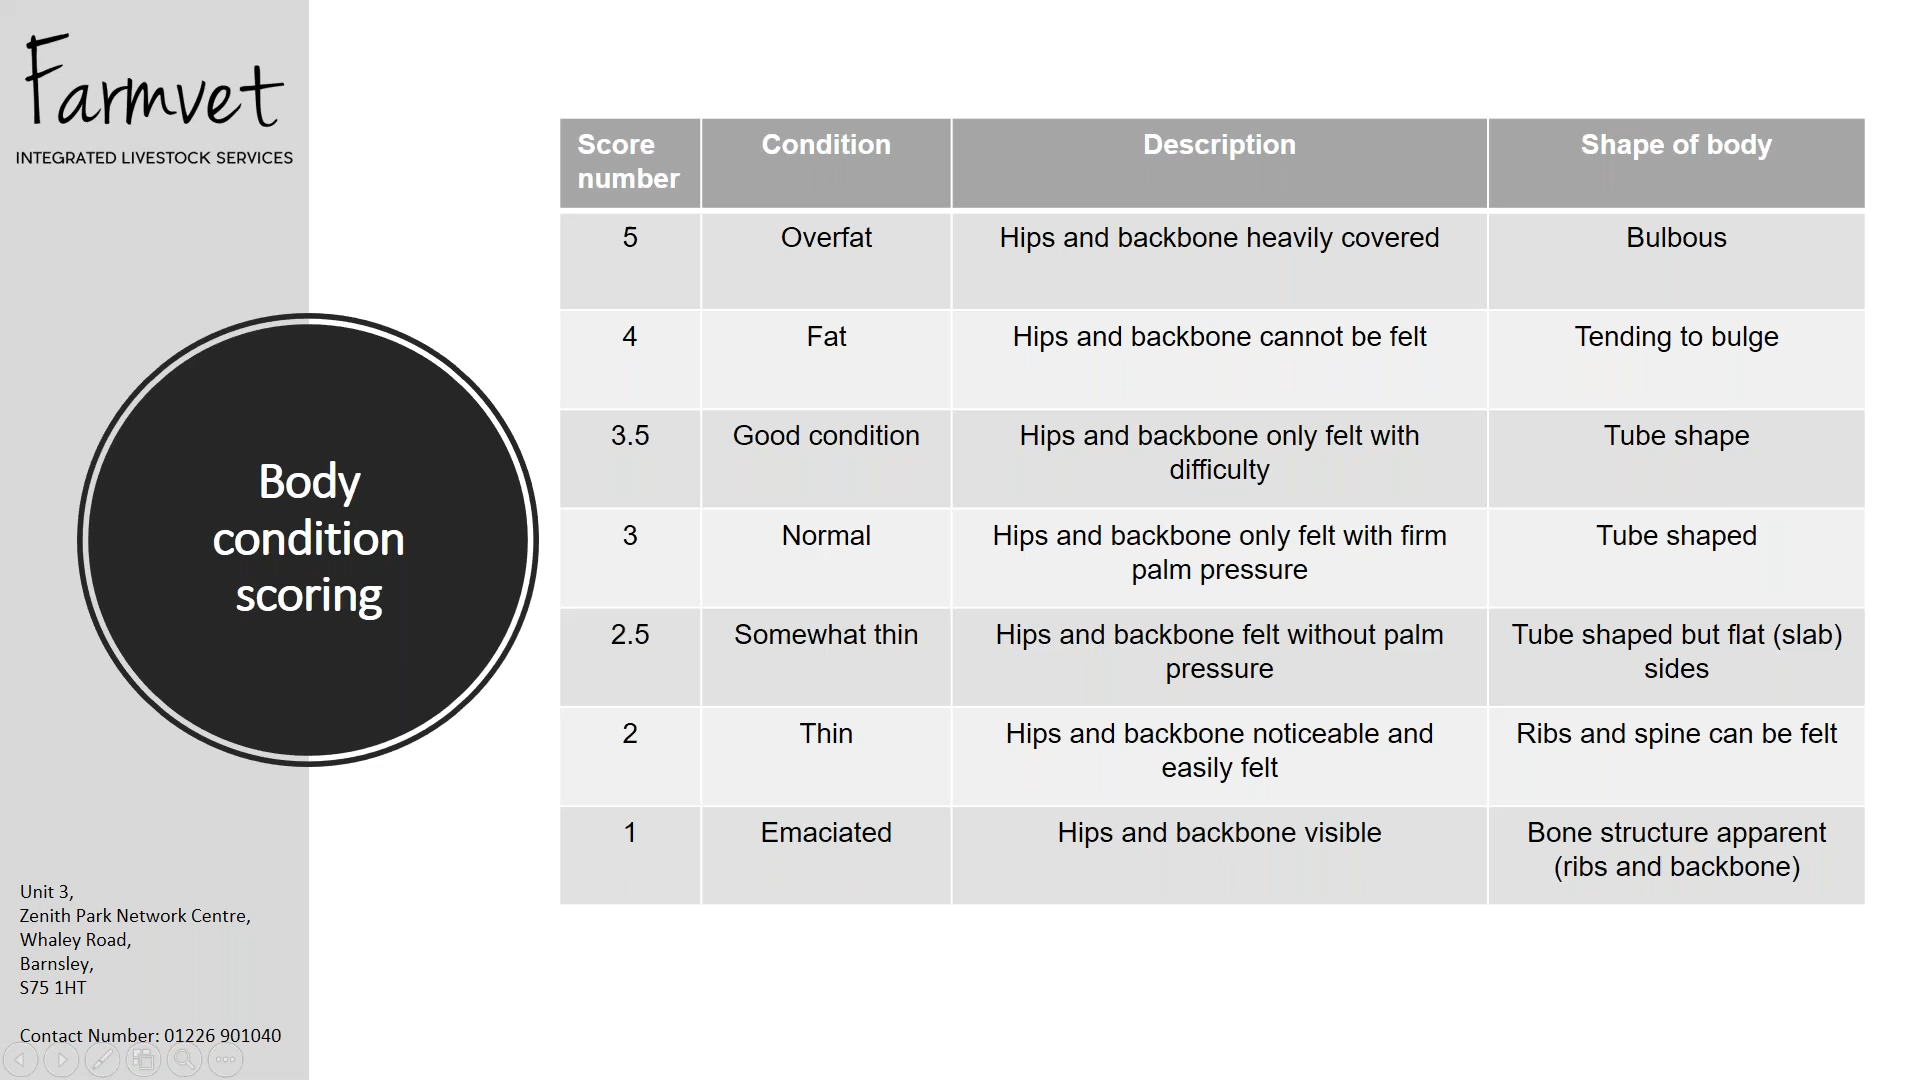 Farmvet
INTEGRATED LIVESTOCK SERVICES
Body
condition
scoring
Score number	Condition	Description	Shape of body
5	Overfat	Hips and backbone heavily covered	Bulbous
4	Fat	Hips and backbone cannot be felt	Tending to bulge
3.5	Good condition	Hips and backbone only felt with difficulty	Tube shape
3	Normal	Hips and backbone only felt with firm palm pressure	Tube shaped
2.5	Somewhat thin	Hips and backbone felt without palm pressure	Tube shaped but flat (slab) sides
2	Thin	Hips and backbone noticeable and easily felt	Ribs and spine can be felt
1	Emaciated	Hips and backbone visible	Bone structure apparent (ribs and backbone)
Unit 3,
Zenith Park Network Centre,
Whaley Road,
Barnsley,
S75 1HT
Contact Number: 01226 901040